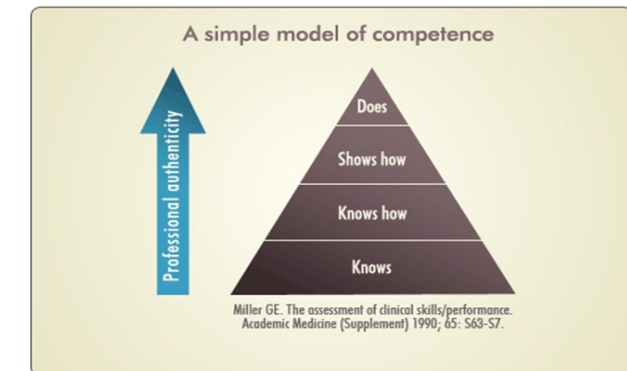 A simple model of competence
Professional authenticity
Does
Shows how
Knows how
Knows
Miller GE. The assessment of clinical skills/performance.
Academic Medicine (Supplement) 1990; 65: S63-S7.